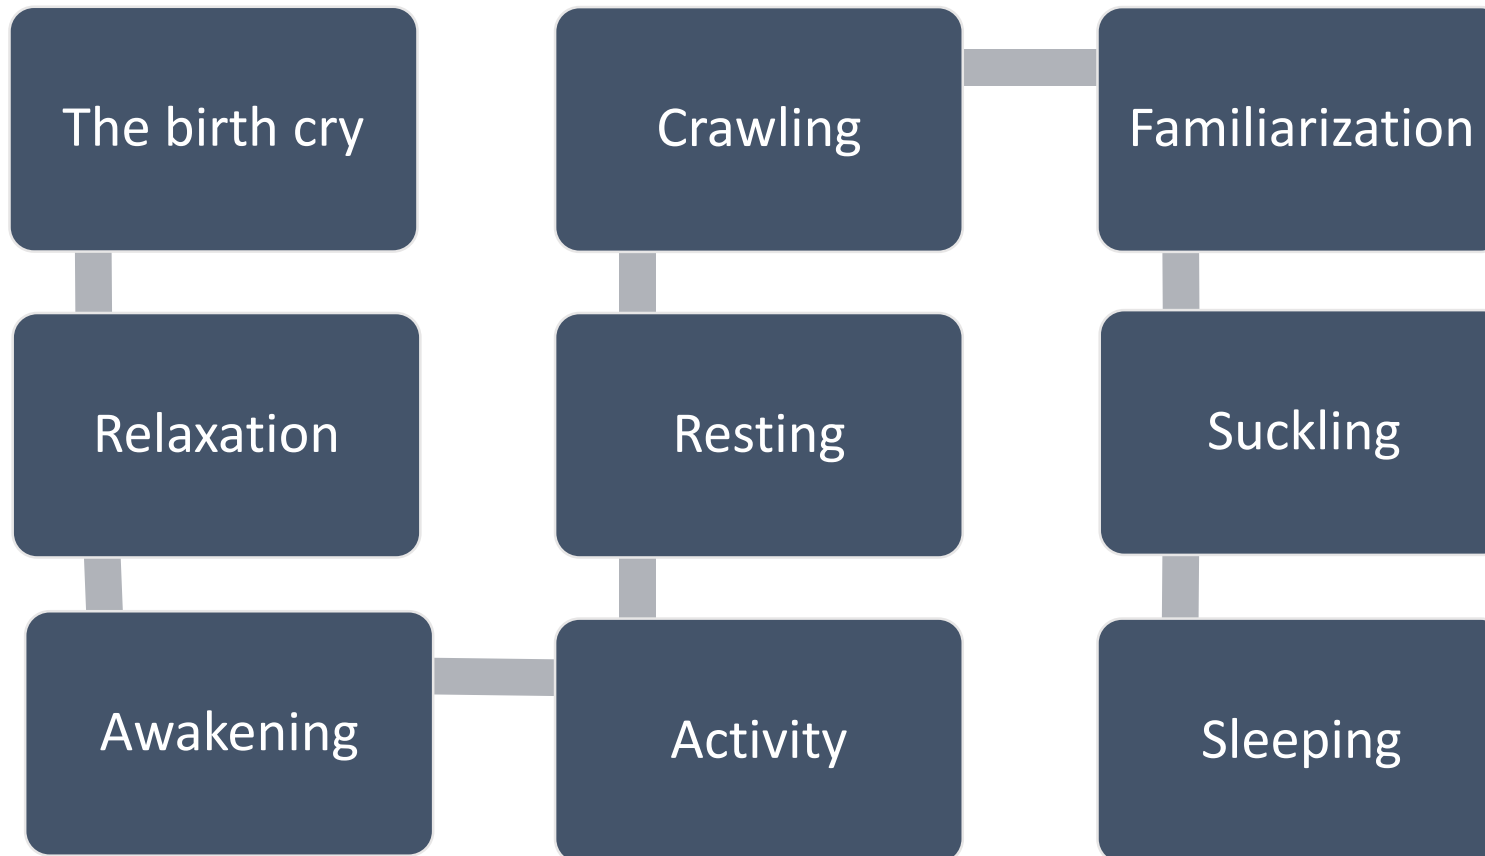 The birth cry
Relaxation
Awakening
Activity
Resting
Crawling
Familiarization
Suckling
Sleeping